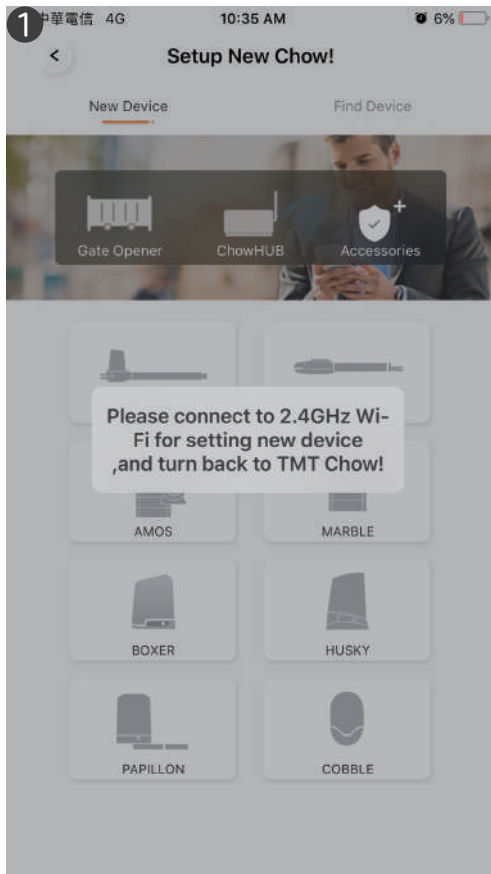 1
中華電信 4G 10:35 AM 6%
Setup New Chow!
New Device Find Device
Gate Opener ChowHUB Accessories
Please connect to 2.4GHz Wi-
Fi for setting new device
,and turn back to TMT Chow!
AMOS MARBLE
BOXER HUSKY
PAPILLON COBBLE